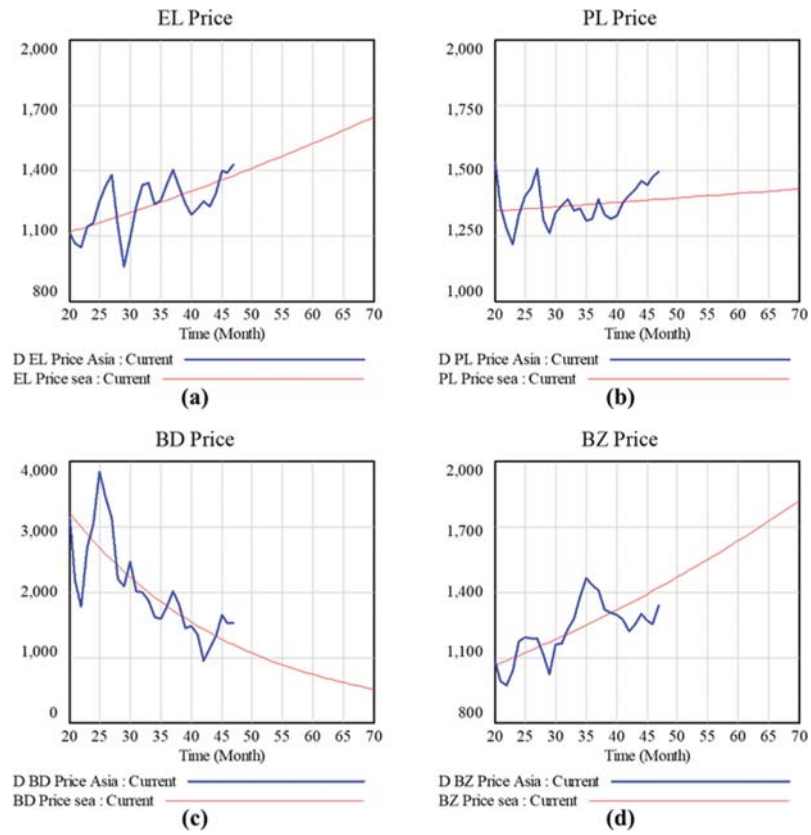 EL Price
2,000
1,700
1,400
1,100
800
20 25 30 35 40 45 50 55 60 65 70
Time (Month)
D EL Price Asia : Current
EL Price sea : Current
(a)
PL Price
2,000
1,750
1,500
1,250
1,000
20 25 30 35 40 45 50 55 60 65 70
Time (Month)
D PL Price Asia : Current
PL Price sea : Current
(b)
BD Price
4,000
3,000
2,000
1,000
0
20 25 30 35 40 45 50 55 60 65 70
Time (Month)
D BD Price Asia : Current
BD Price sea : Current
(c)
BZ Price
2,000
1,700
1,400
1,100
800
20 25 30 35 40 45 50 55 60 65 70
Time (Month)
D BZ Price Asia : Current
BZ Price sea : Current
(d)